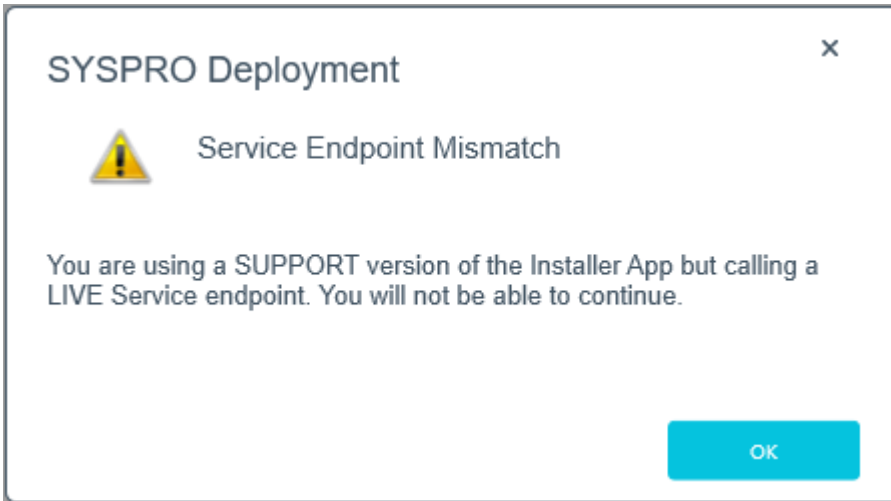 SYSPRO Deployment
Service Endpoint Mismatch
You are using a SUPPORT version of the Installer App but calling a
LIVE Service endpoint. You will not be able to continue.
OK